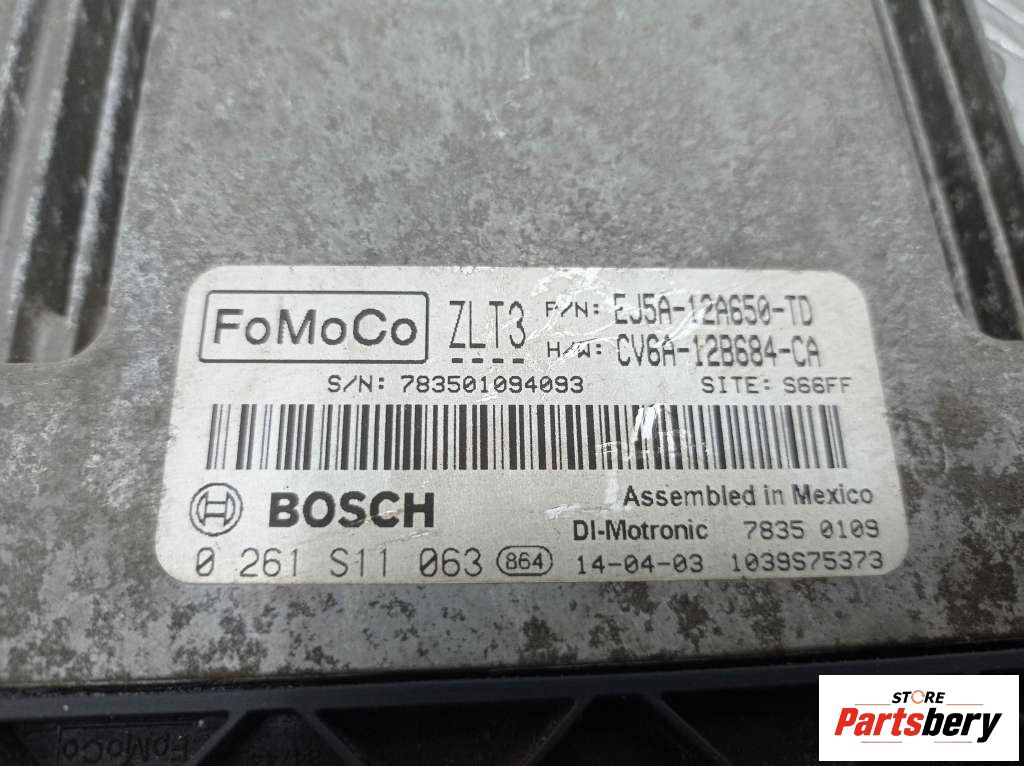 FoMoCo ZLT3 P/N: EJ5A-12A650-TD
H/W: CV6A-12B684-CA
S/N: 783501094093 SITE: S66FF
BOSCH Assembled in Mexico
DI-Motronic 7835 0109
0 261 S11 063 864 14-04-03 1039S75373
FoMoCo
STORE
Partsbery